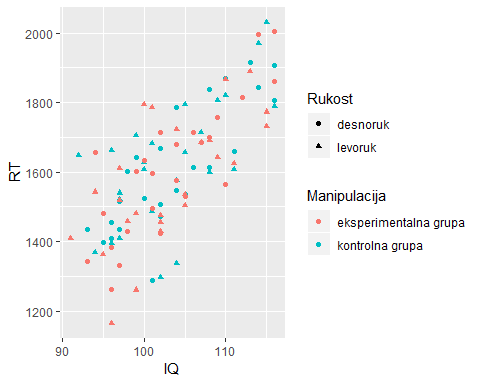 2000
1800
1600
1400
1200
RT
90
100
110
IQ
Rukost
desnoruk
levoruk
Manipulacija
eksperimentalna grupa
kontrolna grupa